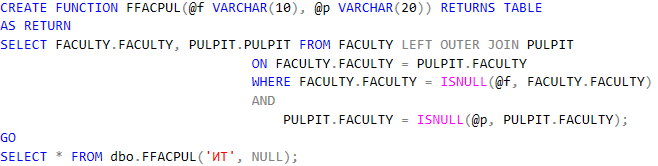 CREATE FUNCTION FFACPUL(@f VARCHAR(10), @p VARCHAR(20)) RETURNS TABLE
AS RETURN
SELECT FACULTY.FACULTY, PULPIT.PULPIT FROM FACULTY LEFT OUTER JOIN PULPIT
ON FACULTY.FACULTY = PULPIT.FACULTY
WHERE FACULTY.FACULTY = ISNULL(@f, FACULTY.FACULTY)
AND
PULPIT.FACULTY = ISNULL(@p, PULPIT.FACULTY);
GO
SELECT * FROM dbo.FFACPUL('ИТ', NULL);